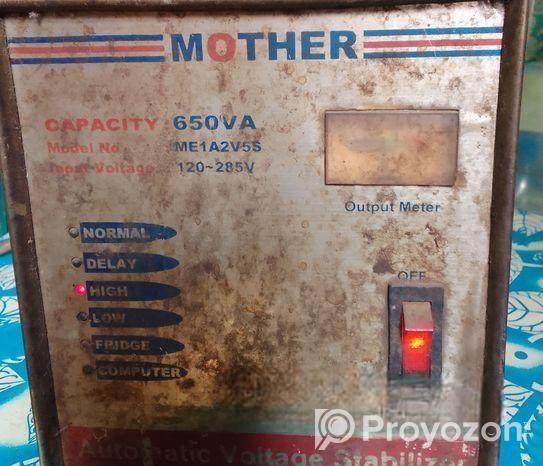 MOTHER
CAPACITY 650VA
Model No ME1A2V5S
Input Voltage 120~285V
Output Meter
NORMAL
DELAY
HIGH
LOW
FRIDGE
COMPUTER
OFF
Automatic Voltage Stabilizer
Proyozon